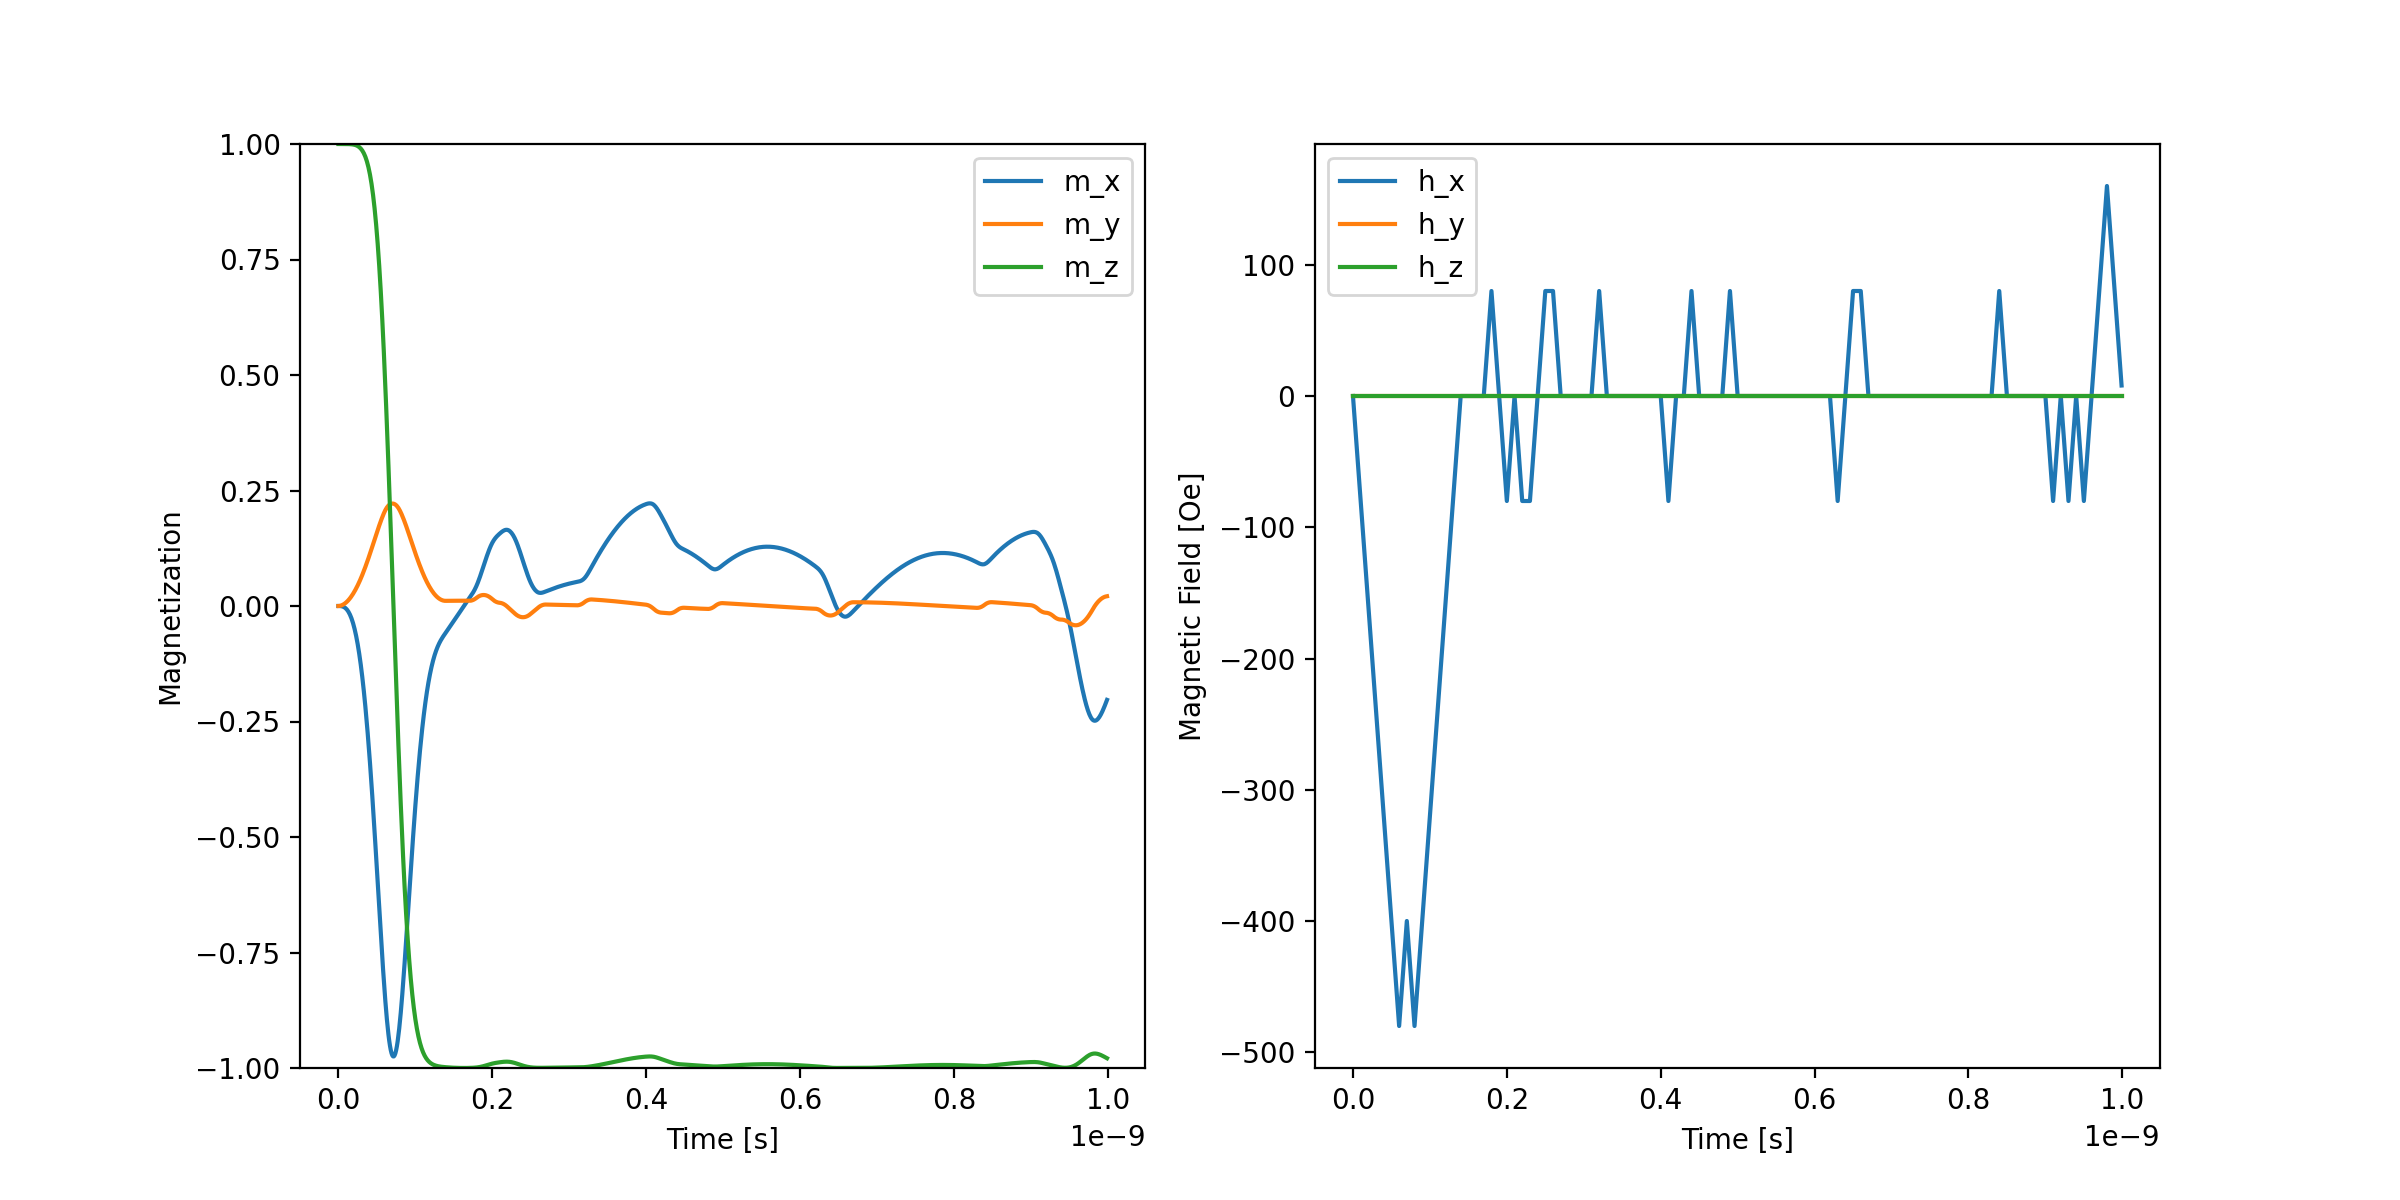 1.00
0.75
0.50
0.25
0.00
−0.25
−0.50
−0.75
−1.00
Magnetization
m_x
m_y
m_z
0.0 0.2 0.4 0.6 0.8 1.0
1e−9
Time [s]
100
0
−100
−200
−300
−400
−500
Magnetic Field [Oe]
h_x
h_y
h_z
0.0 0.2 0.4 0.6 0.8 1.0
1e−9
Time [s]